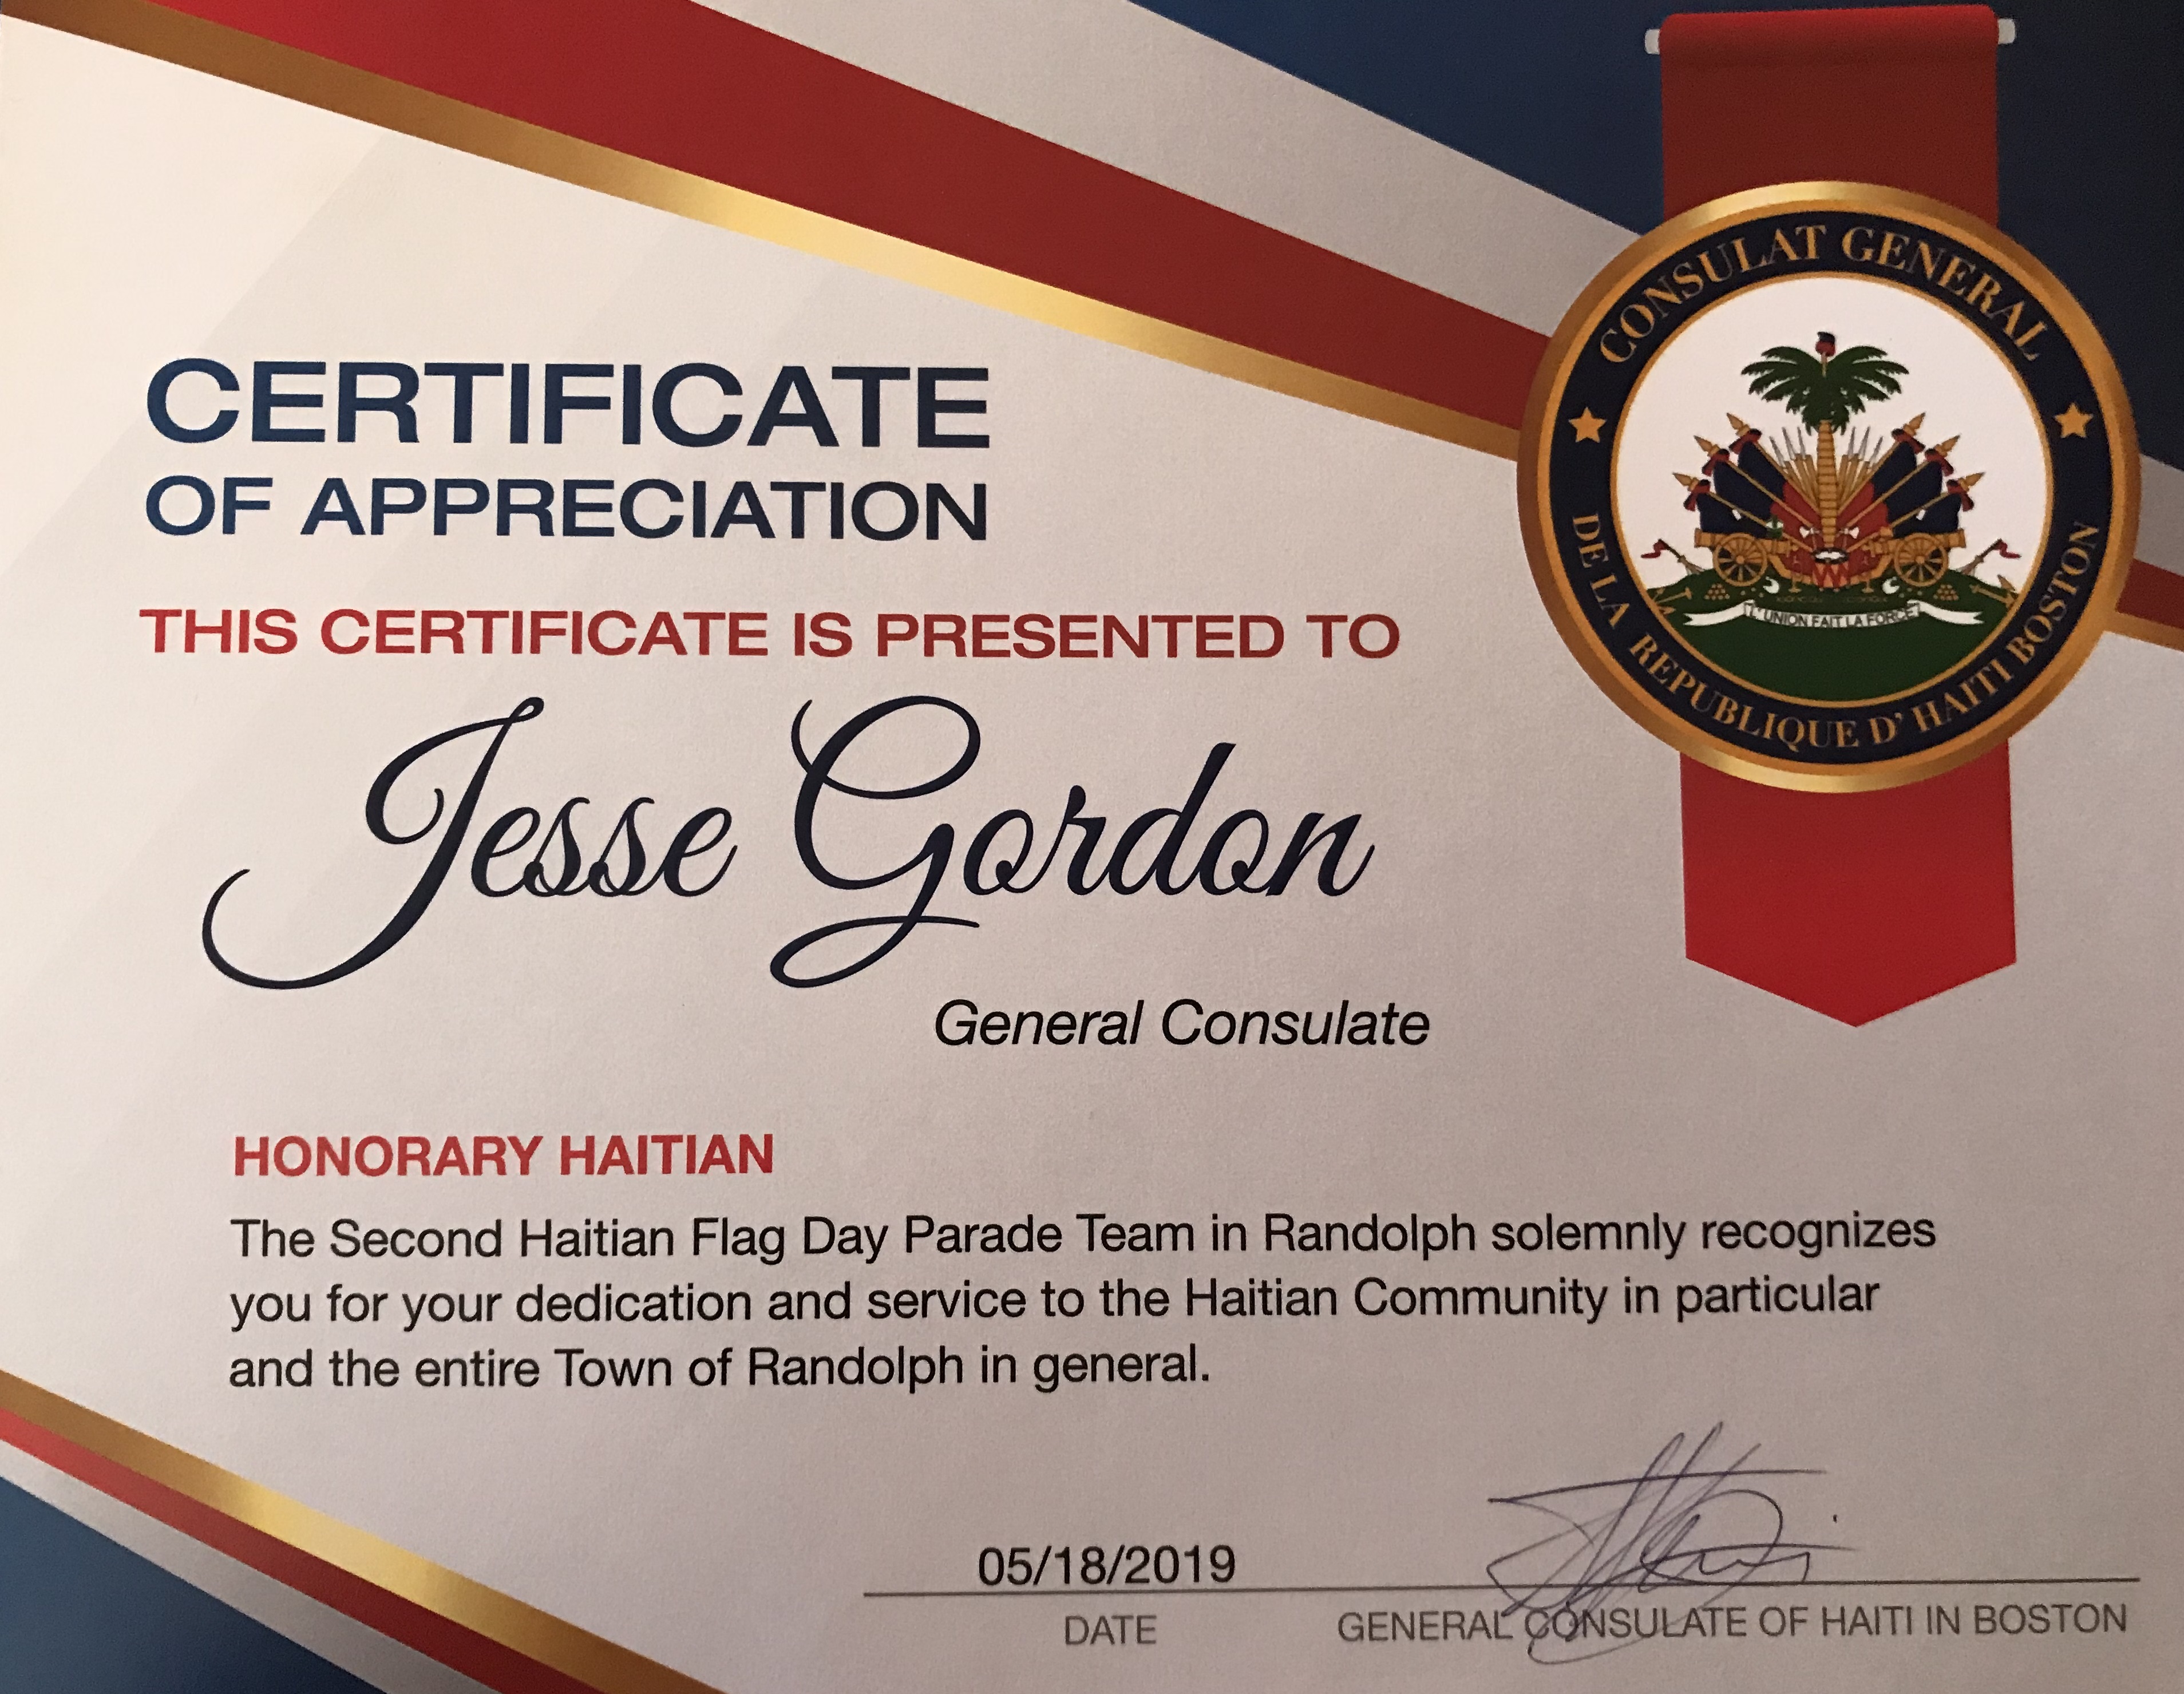 CERTIFICATE
OF APPRECIATION
THIS CERTIFICATE IS PRESENTED TO
Jesse Gordon
General Consulate
HONORARY HAITIAN
The Second Haitian Flag Day Parade Team in Randolph solemnly recognizes
you for your dedication and service to the Haitian Community in particular
and the entire Town of Randolph in general.
05/18/2019
DATE
GENERAL CONSULATE OF HAITI IN BOSTON
CONSULAT GENERAL
DE LA REPUBLIQUE D' HAITI BOSTON
L' UNION FAIT LA FORCE